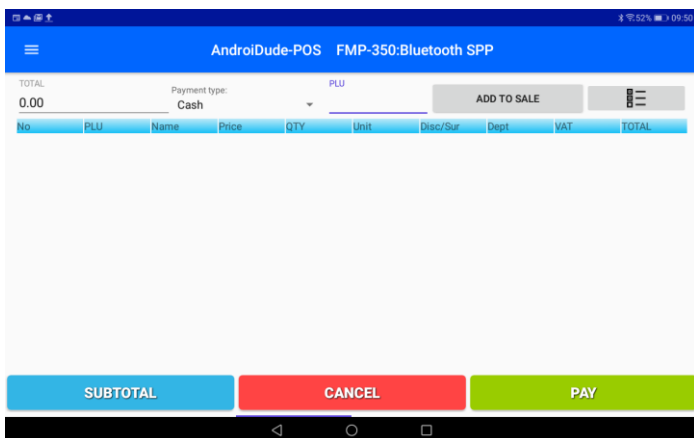 52% 09:50
AndroiDude-POS FMP-350:Bluetooth SPP
TOTAL Payment type: PLU
0.00 Cash ADD TO SALE
No PLU Name Price QTY Unit Disc/Sur Dept VAT TOTAL
SUBTOTAL CANCEL PAY